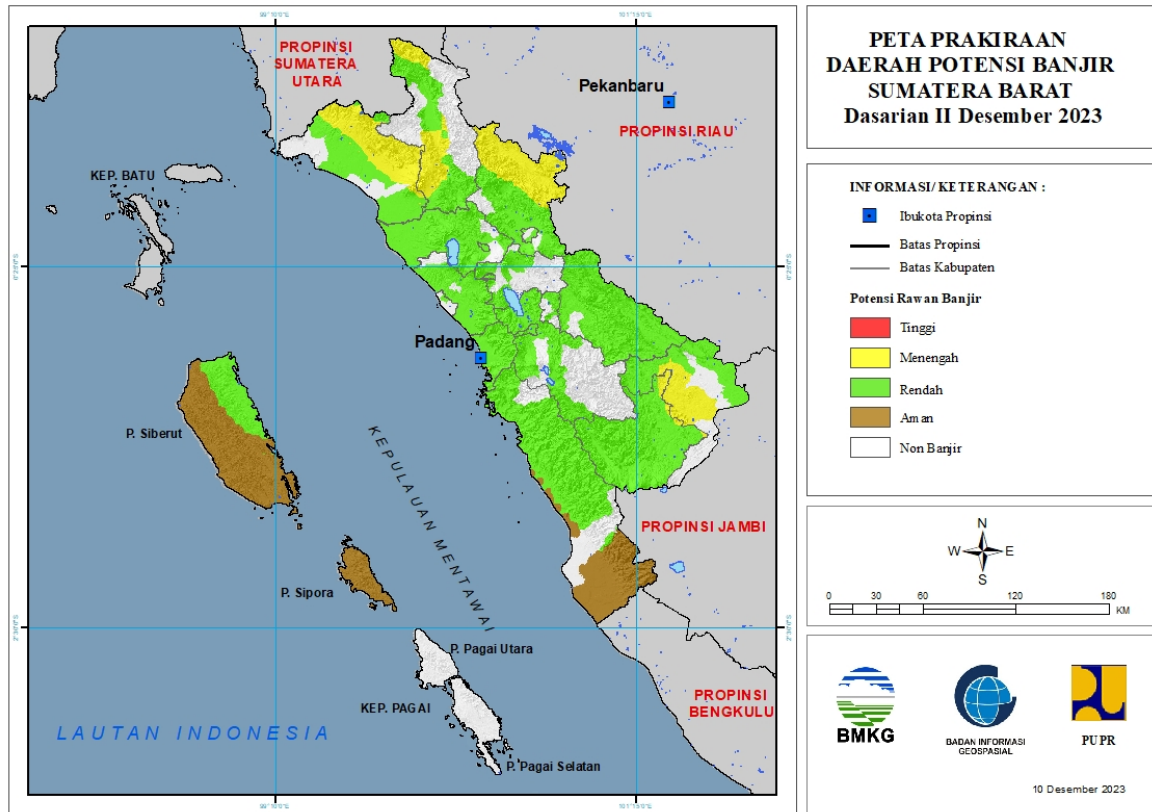 PETA PRAKIRAAN
DAERAH POTENSI BANJIR
SUMATERA BARAT
Dasarian II Desember 2023
INFORMASI/ KETERANGAN :
Ibukota Propinsi
Batas Propinsi
Batas Kabupaten
Potensi Rawan Banjir
Tinggi
Menengah
Rendah
Aman
Non Banjir
N
W E
S
0 30 60 120 180
KM
BMKG
BADAN INFORMASI
GEOSPASIAL
PUPR
10 Desember 2023
PROPINSI
SUMATERA
UTARA
Pekanbaru
PROPINSI RIAU
KEP. BATU
Padang
P. Siberut
KEPULAUAN MENTAWAI
PROPINSI JAMBI
P. Sipora
P. Pagai Utara
KEP. PAGAI
PROPINSI
BENGKULU
LAUTAN INDONESIA
P. Pagai Selatan